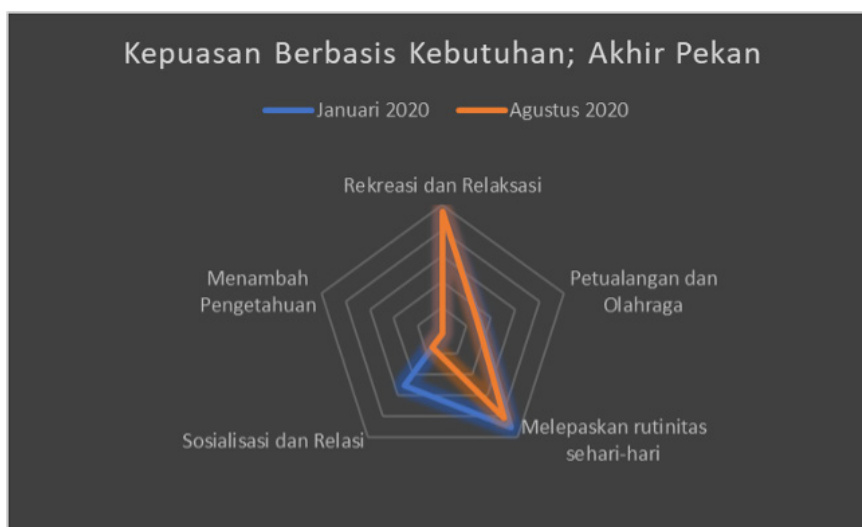 Kepuasan Berbasis Kebutuhan; Akhir Pekan
Januari 2020
Agustus 2020
Rekreasi dan Relaksasi
Petualangan dan
Olahraga
Melepaskan rutinitas
sehari-hari
Sosialisasi dan Relasi
Menambah
Pengetahuan